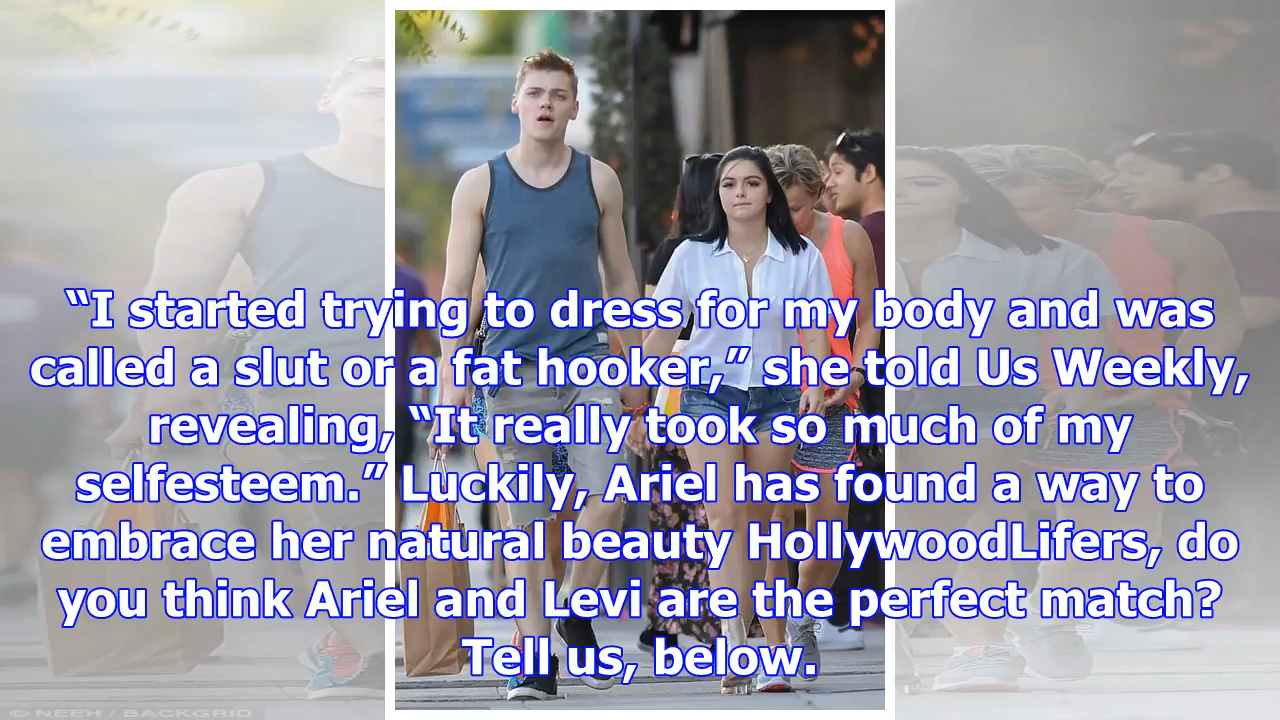 “I started trying to dress for my body and was
called a slut or a fat hooker,” she told Us Weekly,
revealing, “It really took so much of my
selfesteem.” Luckily, Ariel has found a way to
embrace her natural beauty HollywoodLifers, do
you think Ariel and Levi are the perfect match?
Tell us, below.
© NEEH / BACKGRID